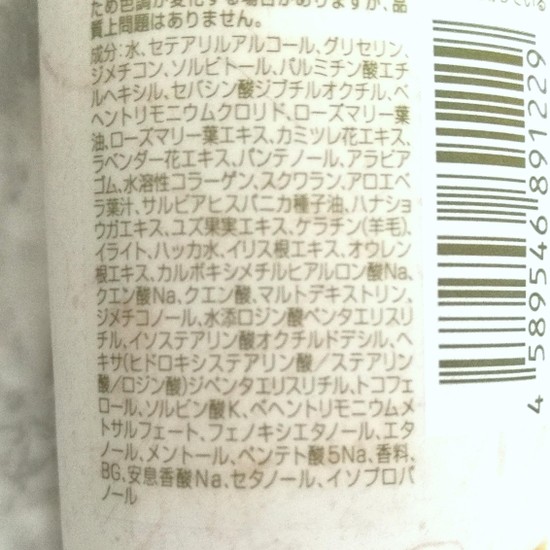 ため色調が変化する場合がありますが、品
質上問題はありません。
成分:水、セテアリルアルコール、グリセリン、
ジメチコン、ソルビトール、パルミチン酸エチ
ルヘキシル、セバシン酸ジブチルオクチル、ベ
ヘントリモニウムクロリド、ローズマリー葉
油、ローズマリー葉エキス、カミツレ花エキス、
ラベンダー花エキス、パンテノール、アラビア
ゴム、水溶性コラーゲン、スクワラン、アロエベ
ラ葉汁、サルビアヒスパニカ種子油、ハナショ
ウガエキス、ユズ果実エキス、ケラチン(羊毛)、
イライト、ハッカ水、イリス根エキス、オウレン
根エキス、カルボキシメチルヒアルロン酸Na、
クエン酸Na、クエン酸、マルトデキストリン、
ジメチコノール、水添ロジン酸ペンタエリスリ
チル、イソステアリン酸オクチルドデシル、ヘ
キサ(ヒドロキシステアリン酸/ステアリン
酸/ロジン酸)ジペンタエリスリチル、トコフェ
ロール、ソルビン酸K、ベヘントリモニウムメ
トサルフェート、フェノキシエタノール、エタ
ノール、メントール、ペンテト酸5Na、香料、
BG、安息香酸Na、セタノール、イソプロパ
ノール
4 589546 891229